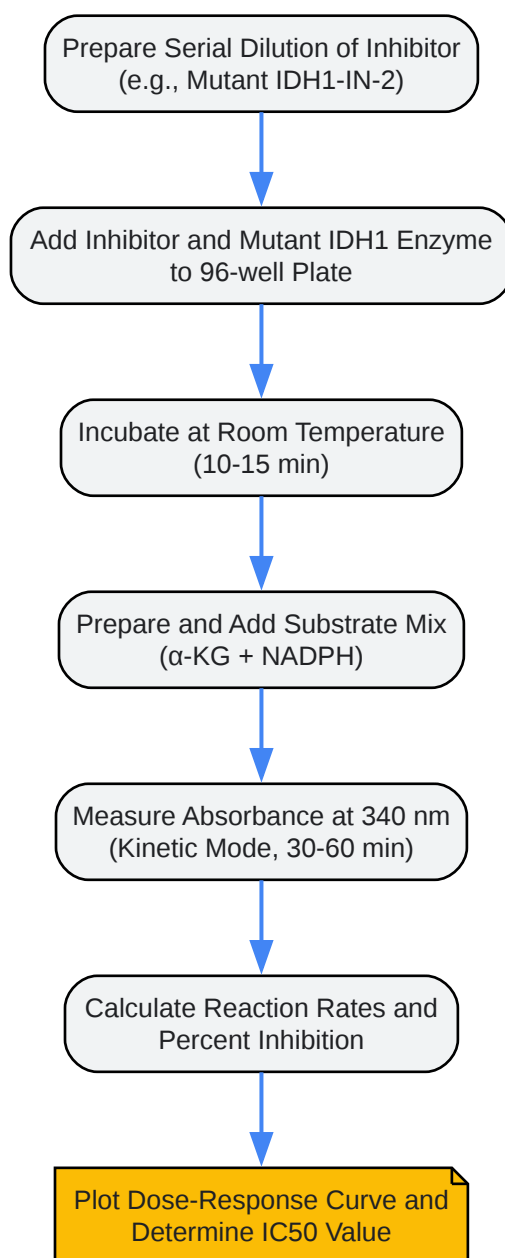 Prepare Serial Dilution of Inhibitor
(e.g., Mutant IDH1-IN-2)
Add Inhibitor and Mutant IDH1 Enzyme
to 96-well Plate
Incubate at Room Temperature
(10-15 min)
Prepare and Add Substrate Mix
(α-KG + NADPH)
Measure Absorbance at 340 nm
(Kinetic Mode, 30-60 min)
Calculate Reaction Rates and
Percent Inhibition
Plot Dose-Response Curve and
Determine IC50 Value